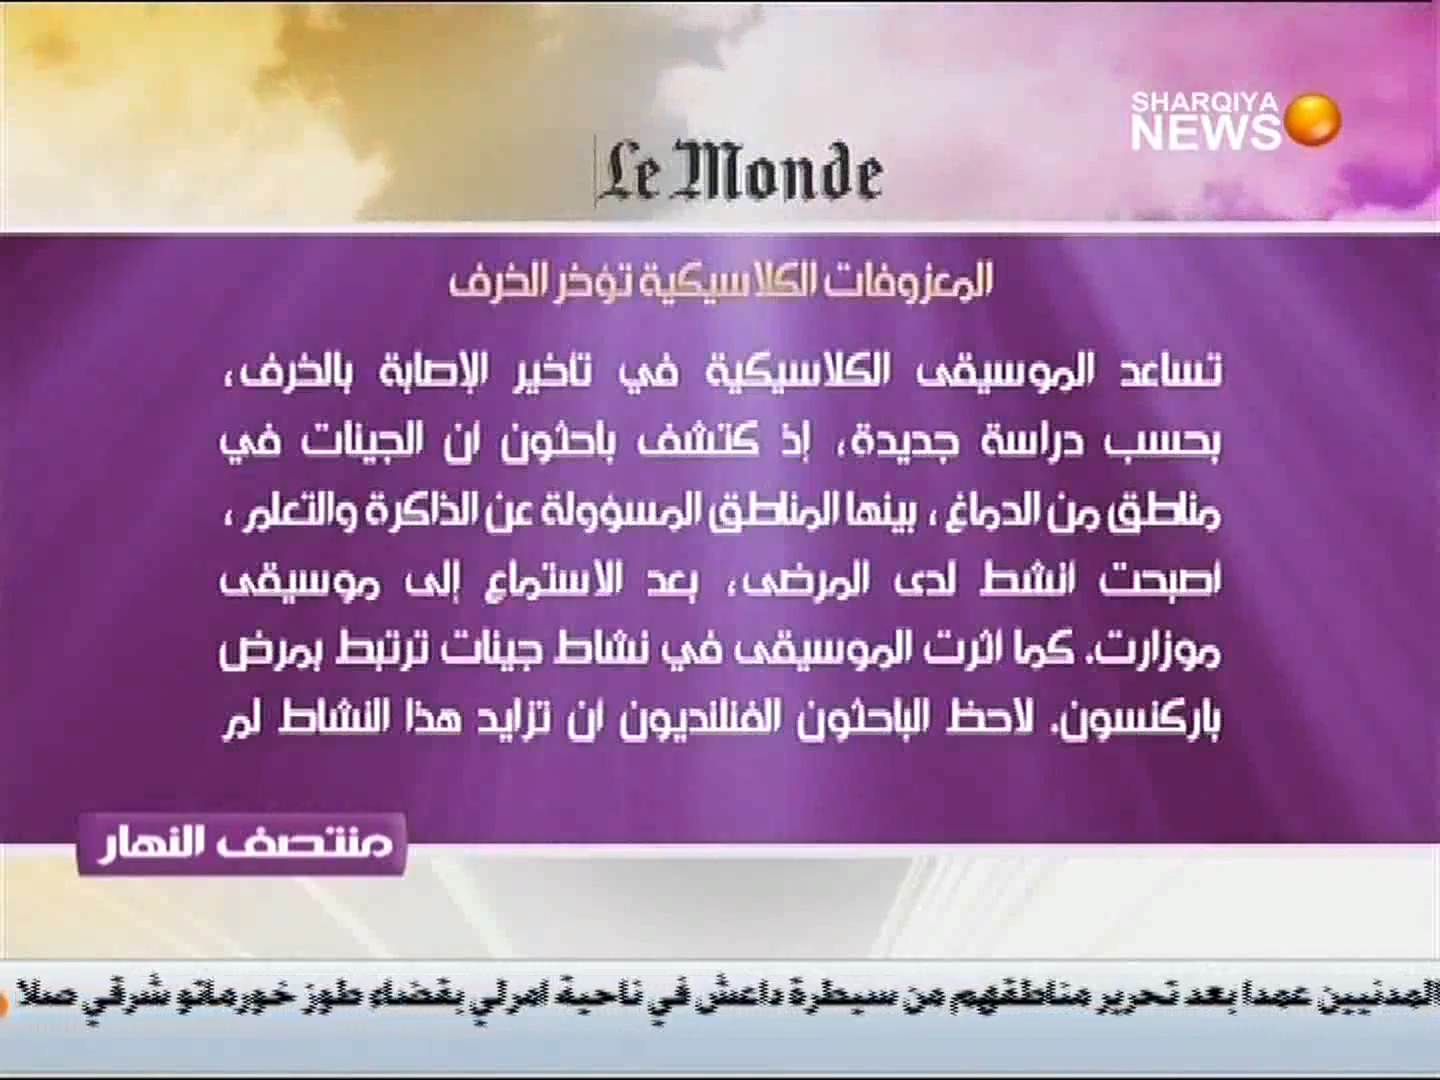 SHARQIYA
NEWS
Le Monde
المعزوفات الكلاسيكية تؤخر الخرف
تساعد الموسيقى الكلاسيكية في تأخير الإصابة بالخرف،
بحسب دراسة جديدة، إذ كتشف باحثون ان الجينات في
مناطق من الدماغ، بينها المناطق المسؤولة عن الذاكرة والتعلم،
اصبحت انشط لدى المرضى، بعد الاستماع إلى موسيقى
موزارت. كما اثرت الموسيقى في نشاط جينات ترتبط بمرض
باركنسون. لاحظ الباحثون الفنلنديون ان تزايد هذا النشاط لم
منتصف النهار
المدنيين عمدا بعد تحرير مناطقهم من سيطرة داعش في ناحية امرلي بقضاء طوز خورماتو شرقي صلا